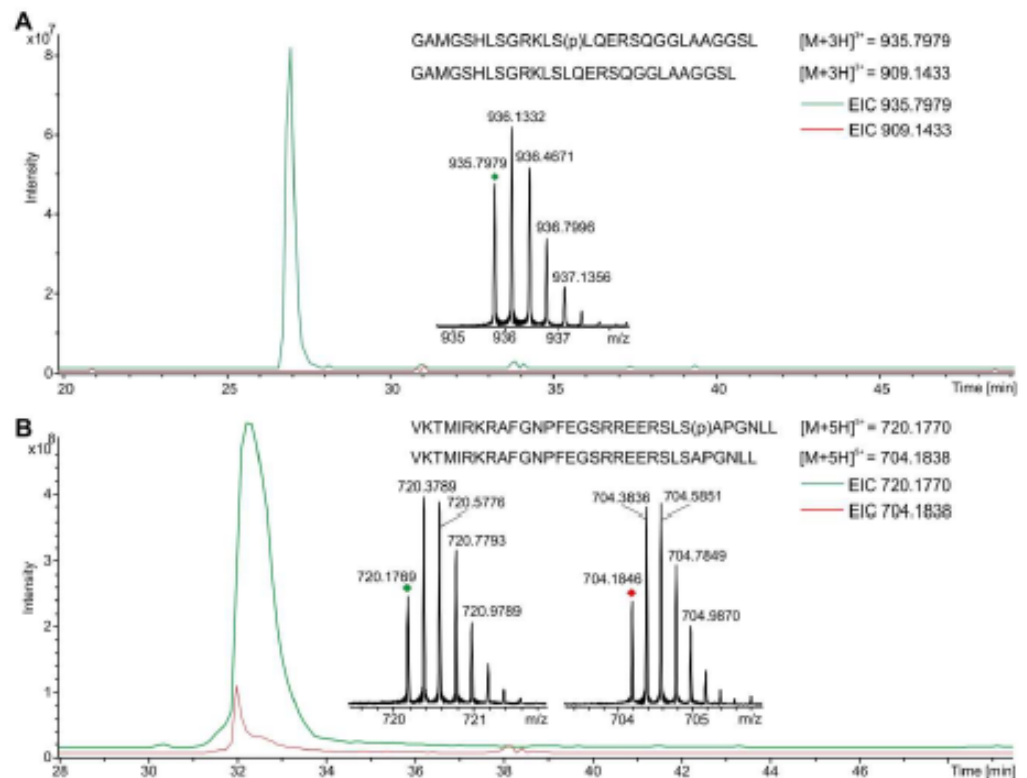 A
x10⁷
GAMGSHLSGRKLS(p)LQERSQGGLAAGGSL [M+3H]³⁺ = 935.7979
GAMGSHLSGRKLSLQERSQGGLAAGGSL [M+3H]³⁺ = 909.1433
EIC 935.7979
EIC 909.1433
8
6
4
2
0
Intensity
936.1332
935.7979
936.4671
936.7996
937.1356
935 936 937 m/z
20 25 30 35 40 45 Time [min]
B
x10⁸
VKTMIRKRAFGNPFEGSRREERSLS(p)APGNLL [M+5H]⁵⁺ = 720.1770
VKTMIRKRAFGNPFEGSRREERSLSAPGNLL [M+5H]⁵⁺ = 704.1838
EIC 720.1770
EIC 704.1838
4
3
2
1
0
Intensity
720.3789
720.5776
720.7793
720.1769
720.9789
720 721 m/z
704.3836
704.5851
704.7849
704.1846
704.9870
704 705 m/z
28 30 32 34 36 38 40 42 44 46 48 Time [min]